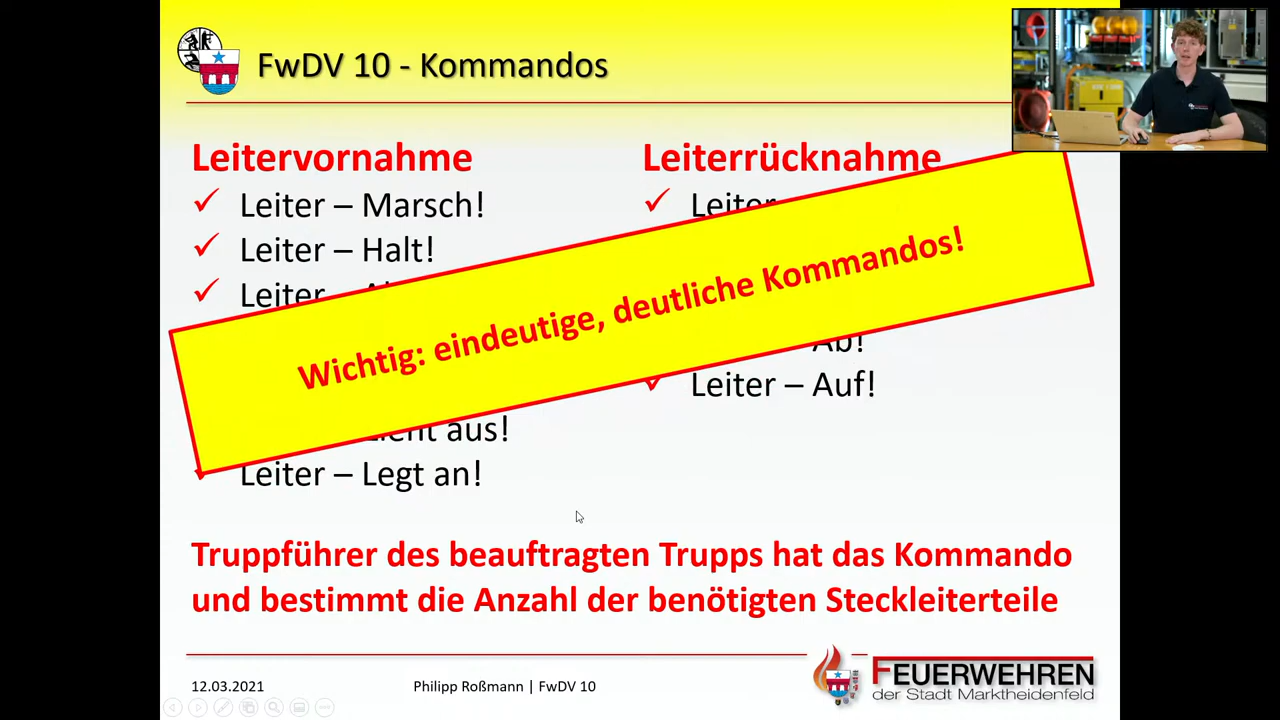 FwDV 10 - Kommandos
Leitervornahme
Leiter – Marsch!
Leiter – Halt!
Leiter
aus!
Leiter – Legt an!
Leiterrücknahme
Leiter
Ab!
Leiter – Auf!
Wichtig: eindeutige, deutliche Kommandos!
Truppführer des beauftragten Trupps hat das Kommando
und bestimmt die Anzahl der benötigten Steckleiterteile
12.03.2021
Philipp Roßmann | FwDV 10
FEUERWEHREN
der Stadt Marktheidenfeld